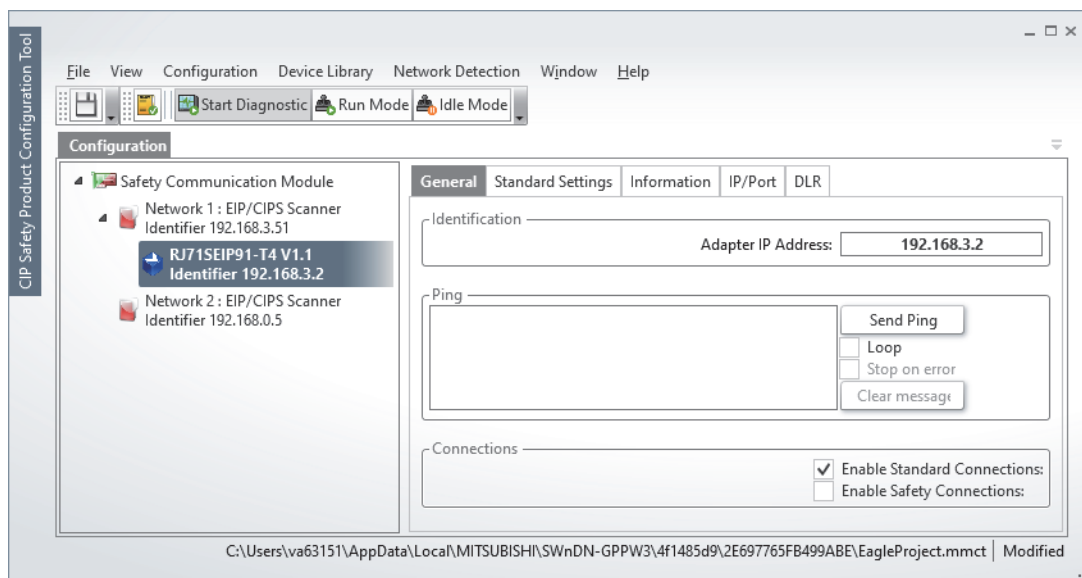 CIP Safety Product Configuration Tool
File View Configuration Device Library Network Detection Window Help
Start Diagnostic Run Mode Idle Mode
Configuration
Safety Communication Module
Network 1 : EIP/CIPS Scanner
Identifier 192.168.3.51
RJ71SEIP91-T4 V1.1
Identifier 192.168.3.2
Network 2 : EIP/CIPS Scanner
Identifier 192.168.0.5
General Standard Settings Information IP/Port DLR
Identification
Adapter IP Address: 192.168.3.2
Ping
Send Ping
Loop
Stop on error
Clear message
Connections
Enable Standard Connections:
Enable Safety Connections:
C:\Users\va63151\AppData\Local\MITSUBISHI\SWnDN-GPPW3\4f1485d9\2E697765FB499ABE\EagleProject.mmct Modified